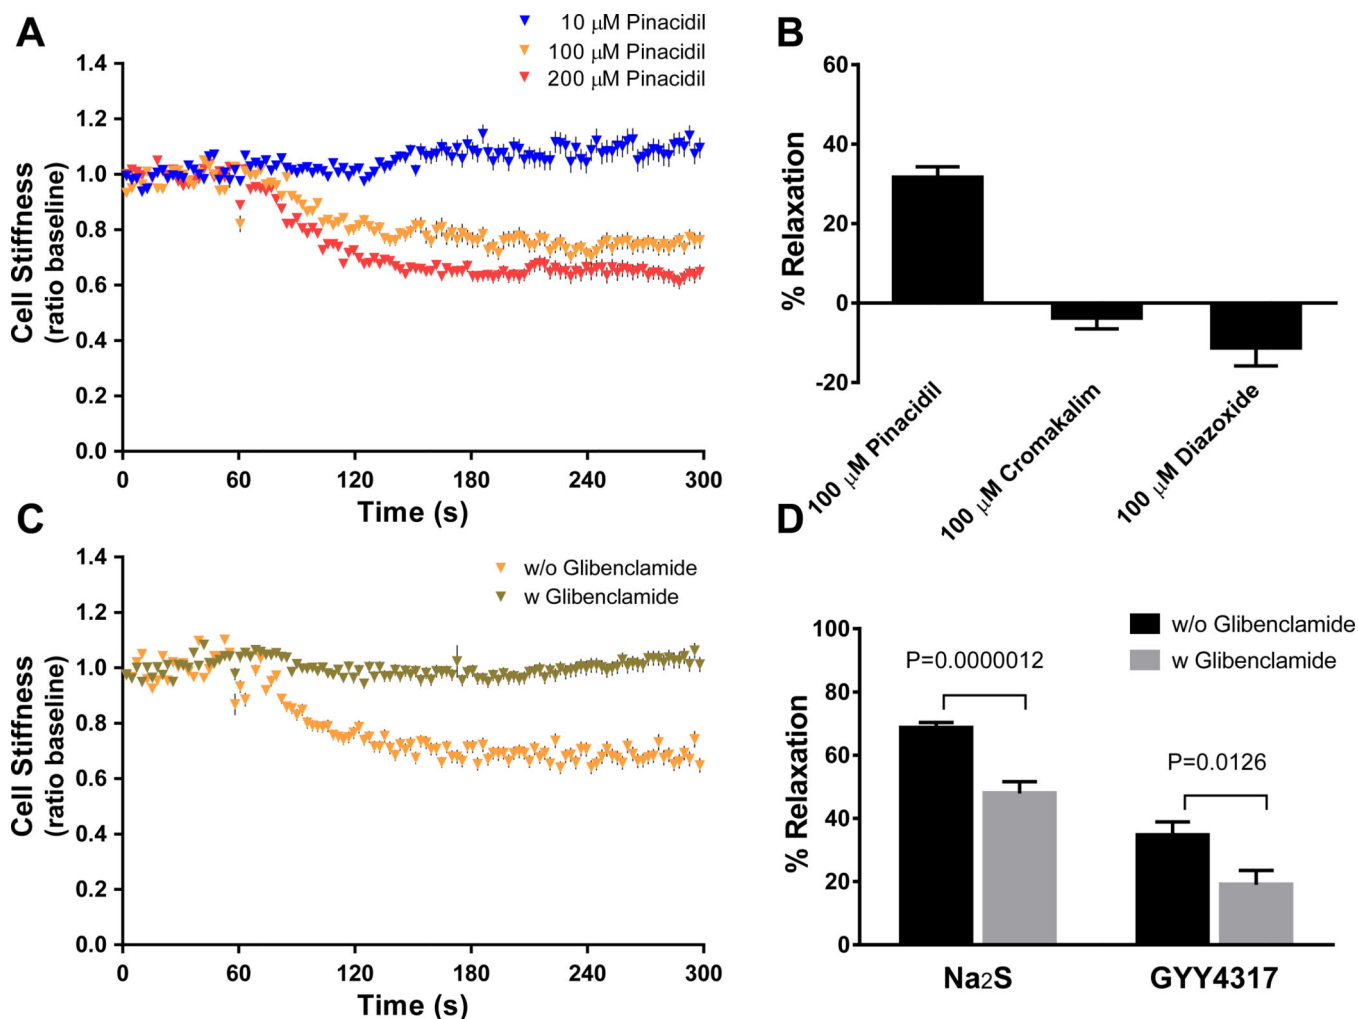 A
10 μM Pinacidil
100 μM Pinacidil
200 μM Pinacidil
Cell Stiffness
(ratio baseline)
1.4
1.2
1.0
0.8
0.6
0.4
0.2
0.0
0 60 120 180 240 300
Time (s)
B
% Relaxation
60
40
20
0
-20
100 μM Pinacidil
100 μM Cromakalim
100 μM Diazoxide
C
w/o Glibenclamide
w Glibenclamide
Cell Stiffness
(ratio baseline)
1.4
1.2
1.0
0.8
0.6
0.4
0.2
0.0
0 60 120 180 240 300
Time (s)
D
w/o Glibenclamide
w Glibenclamide
% Relaxation
100
80
60
40
20
0
P=0.0000012
P=0.0126
Na₂S GYY4317